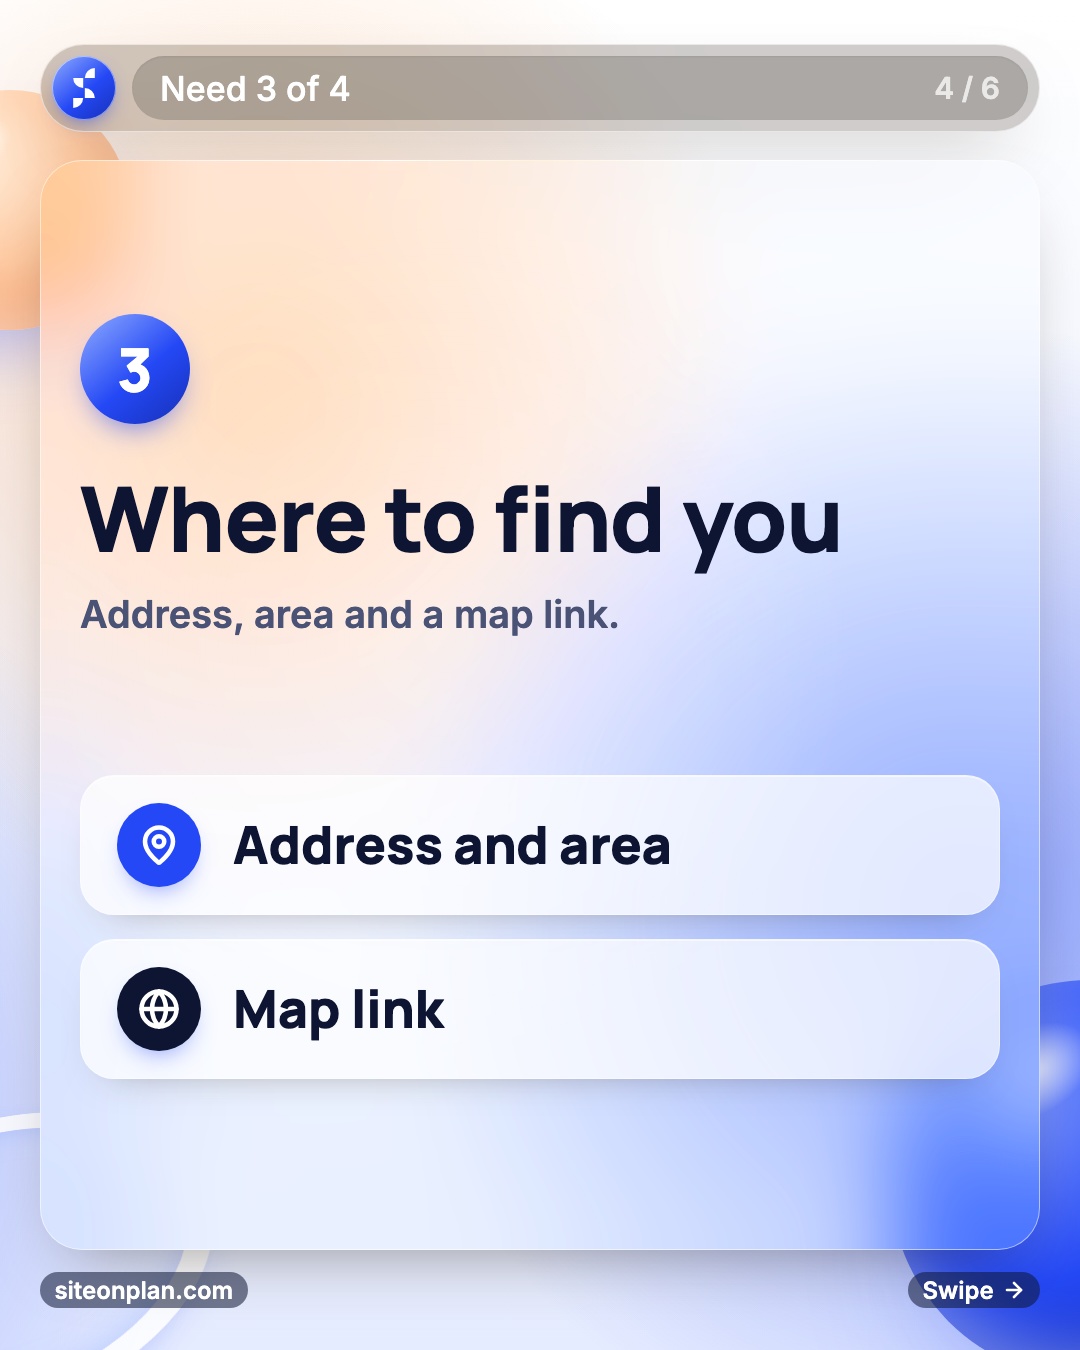 Need 3 of 4
4 / 6
3
Where to find you
Address, area and a map link.
Address and area
Map link
siteonplan.com
Swipe →